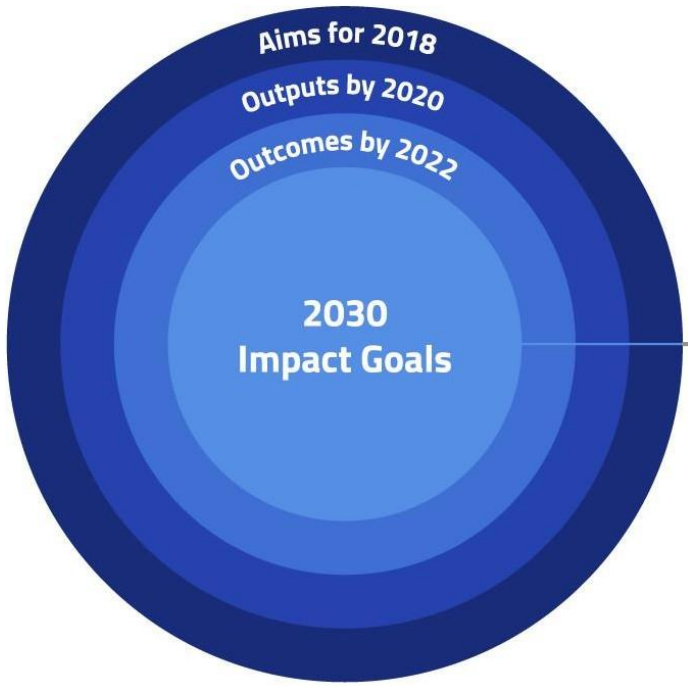 Aims for 2018
Outputs by 2020
Outcomes by 2022
2030
Impact Goals